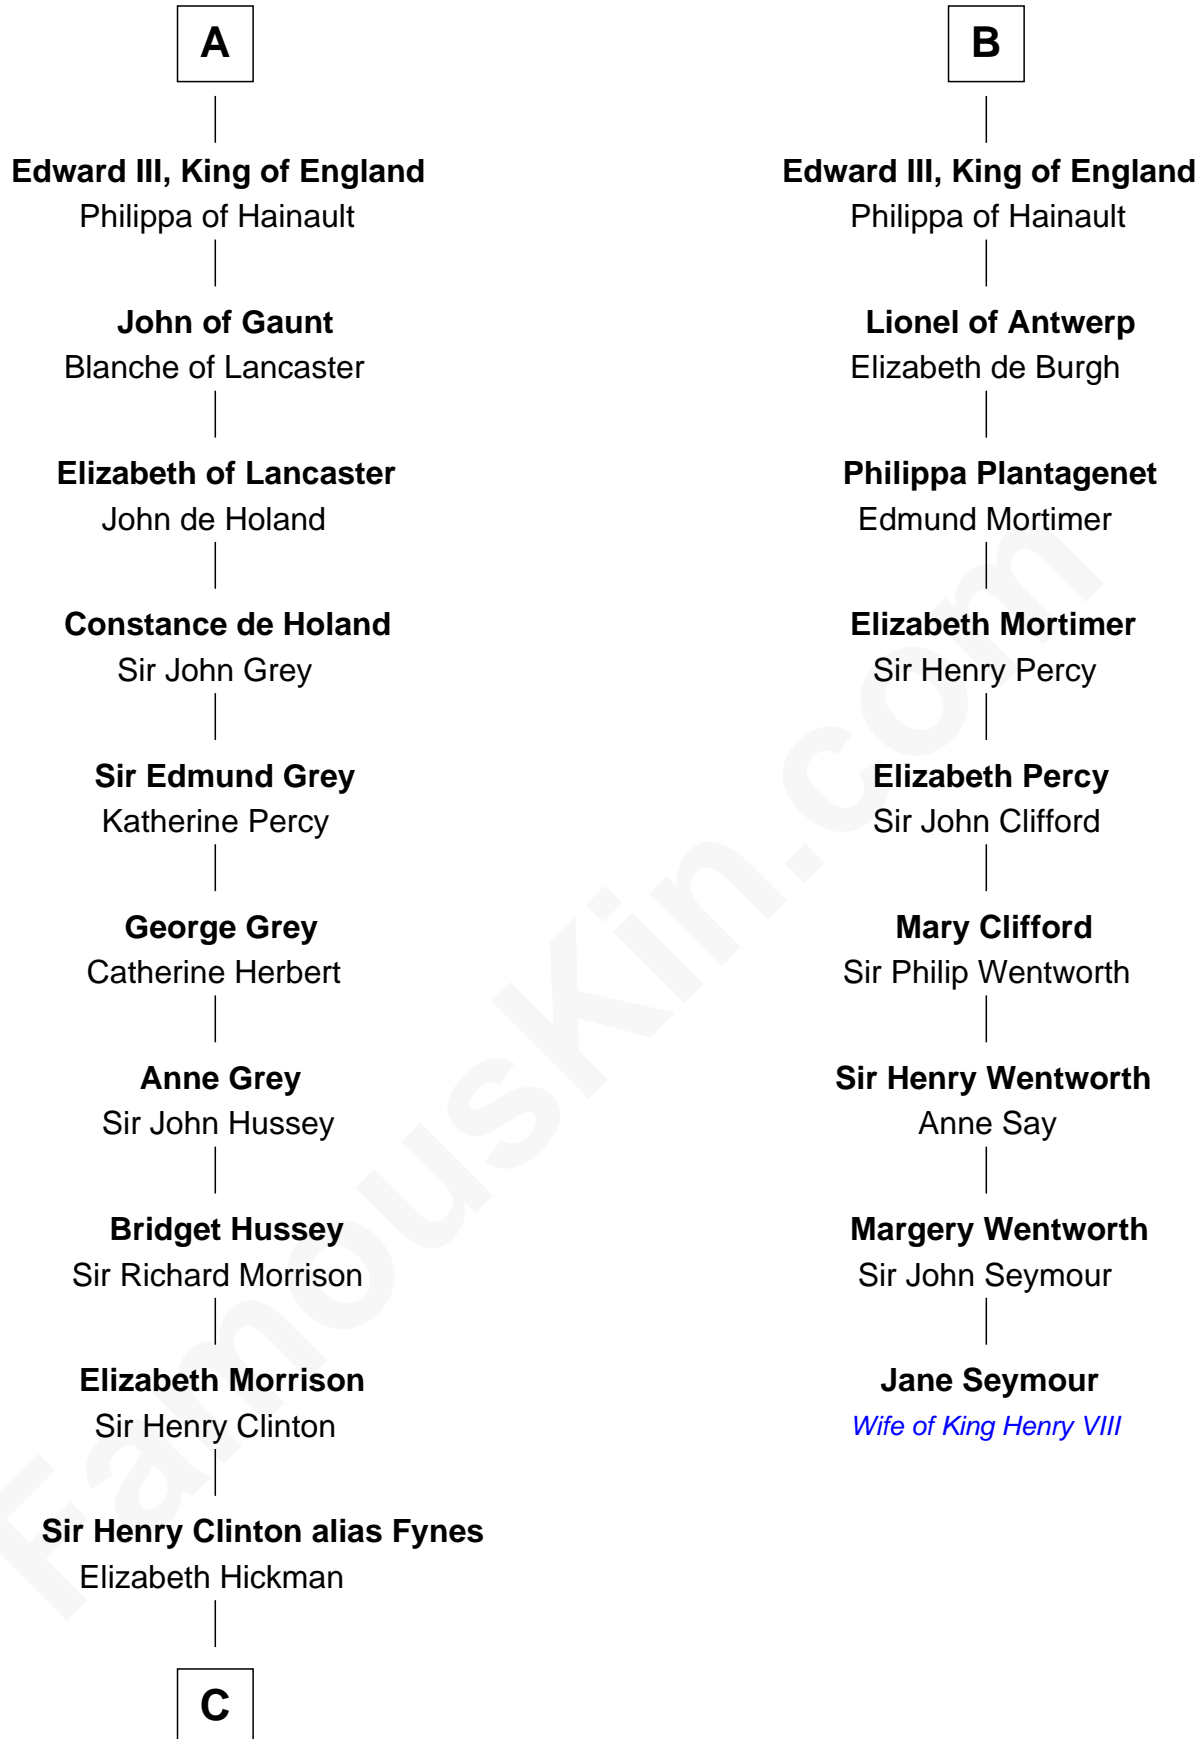 A
Edward III, King of England
Philippa of Hainault
John of Gaunt
Blanche of Lancaster
Elizabeth of Lancaster
John de Holand
Constance de Holand
Sir John Grey
Sir Edmund Grey
Katherine Percy
George Grey
Catherine Herbert
Anne Grey
Sir John Hussey
Bridget Hussey
Sir Richard Morrison
Elizabeth Morrison
Sir Henry Clinton
Sir Henry Clinton alias Fynes
Elizabeth Hickman
C
B
Edward III, King of England
Philippa of Hainault
Lionel of Antwerp
Elizabeth de Burgh
Philippa Plantagenet
Edmund Mortimer
Elizabeth Mortimer
Sir Henry Percy
Elizabeth Percy
Sir John Clifford
Mary Clifford
Sir Philip Wentworth
Sir Henry Wentworth
Anne Say
Margery Wentworth
Sir John Seymour
Jane Seymour
Wife of King Henry VIII
FamousKin.com